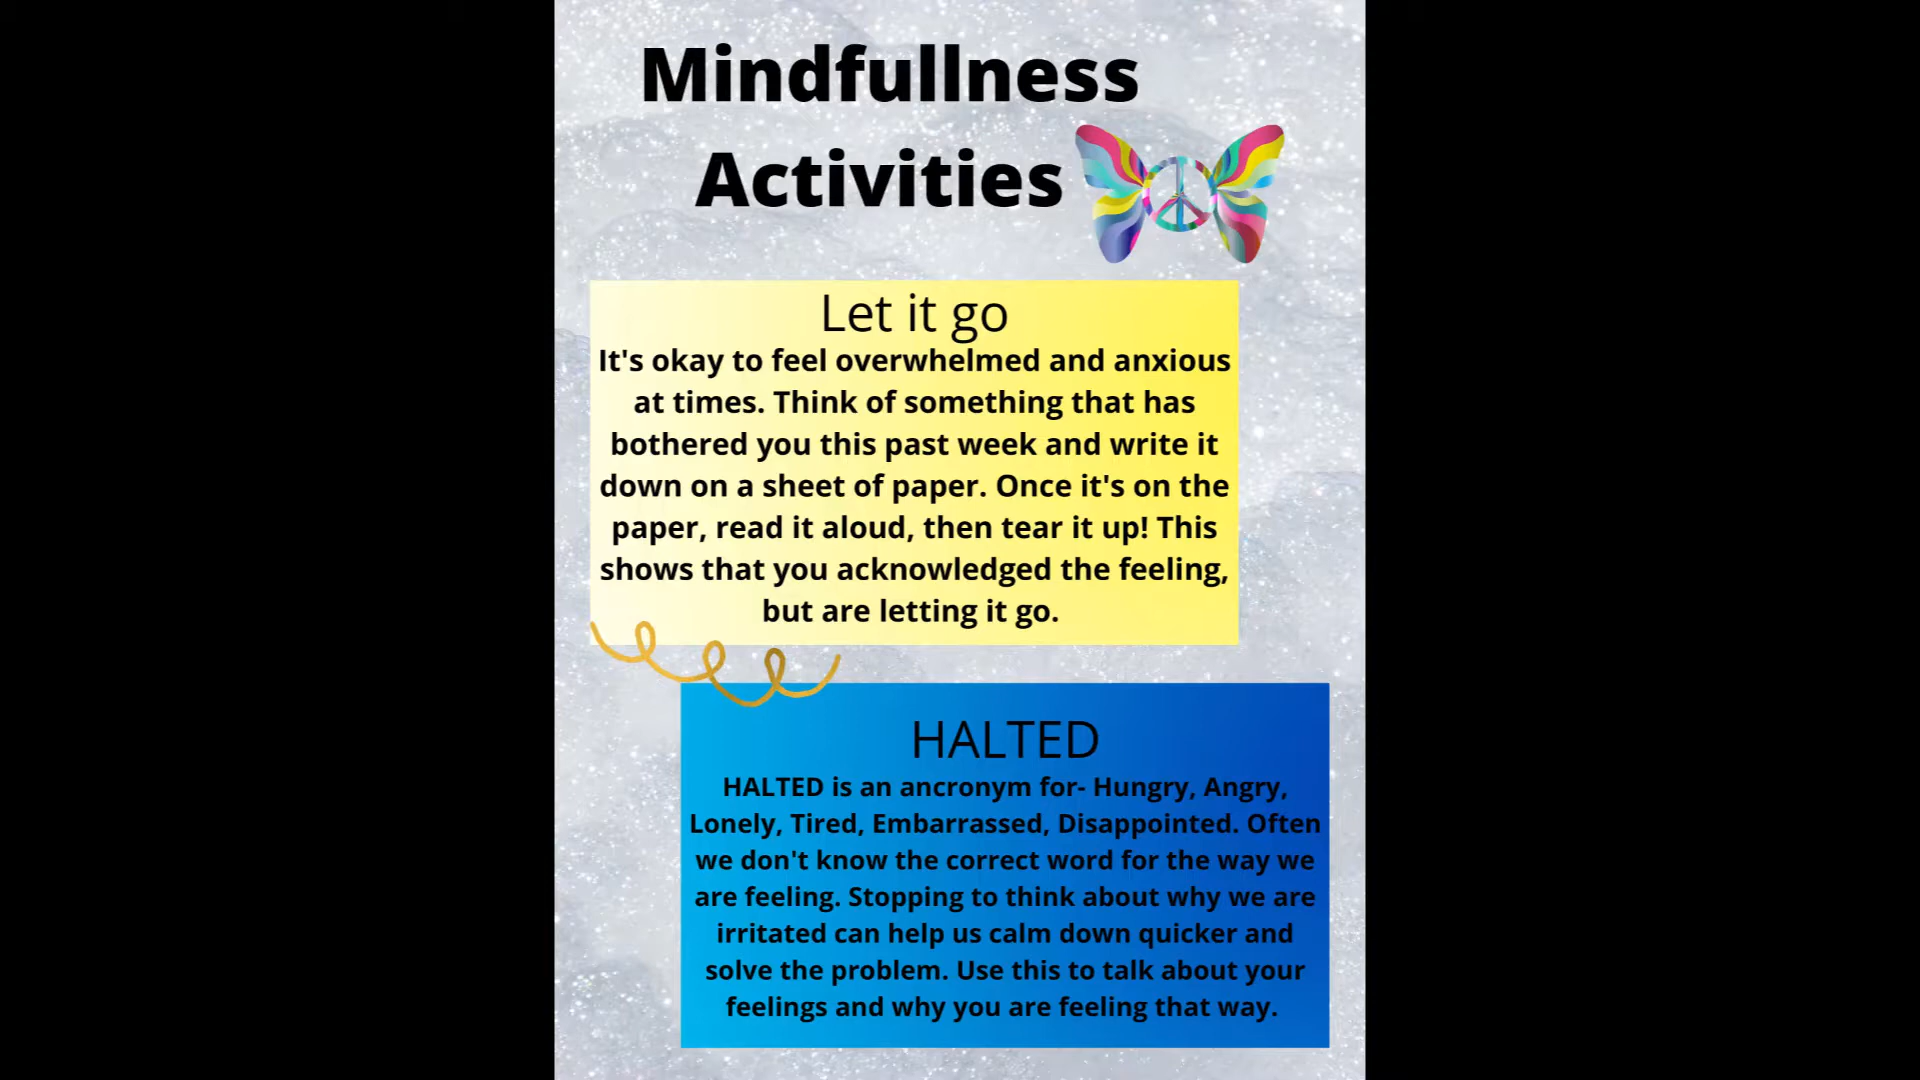 Mindfullness
Activities
Let it go
It's okay to feel overwhelmed and anxious
at times. Think of something that has
bothered you this past week and write it
down on a sheet of paper. Once it's on the
paper, read it aloud, then tear it up! This
shows that you acknowledged the feeling,
but are letting it go.
HALTED
HALTED is an ancronym for- Hungry, Angry,
Lonely, Tired, Embarrassed, Disappointed. Often
we don't know the correct word for the way we
are feeling. Stopping to think about why we are
irritated can help us calm down quicker and
solve the problem. Use this to talk about your
feelings and why you are feeling that way.